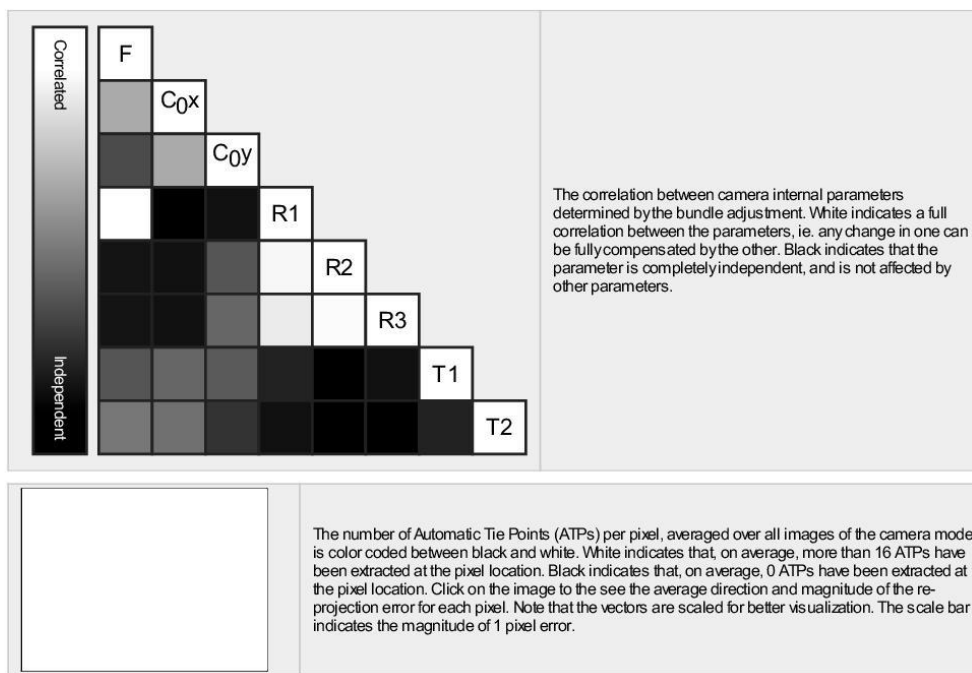 Correlated
Independent
F
C0x
C0y
R1
R2
R3
T1
T2
The correlation between camera internal parameters
determined by the bundle adjustment. White indicates a full
correlation between the parameters, ie. any change in one can
be fully compensated by the other. Black indicates that the
parameter is completely independent, and is not affected by
other parameters.
The number of Automatic Tie Points (ATPs) per pixel, averaged over all images of the camera mode
is color coded between black and white. White indicates that, on average, more than 16 ATPs have
been extracted at the pixel location. Black indicates that, on average, 0 ATPs have been extracted at
the pixel location. Click on the image to the see the average direction and magnitude of the re-
projection error for each pixel. Note that the vectors are scaled for better visualization. The scale bar
indicates the magnitude of 1 pixel error.